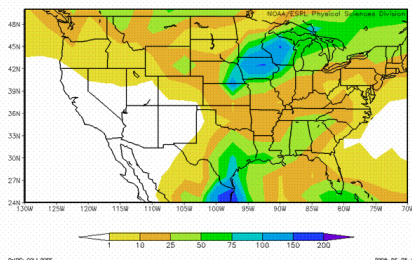 NOAA/ESRL Physical Sciences Division
48N
45N
42N
39N
36N
33N
30N
27N
24N
130W 125W 120W 115W 110W 105W 100W 95W 90W 85W 80W 75W 70W
1 10 25 50 75 100 150 200